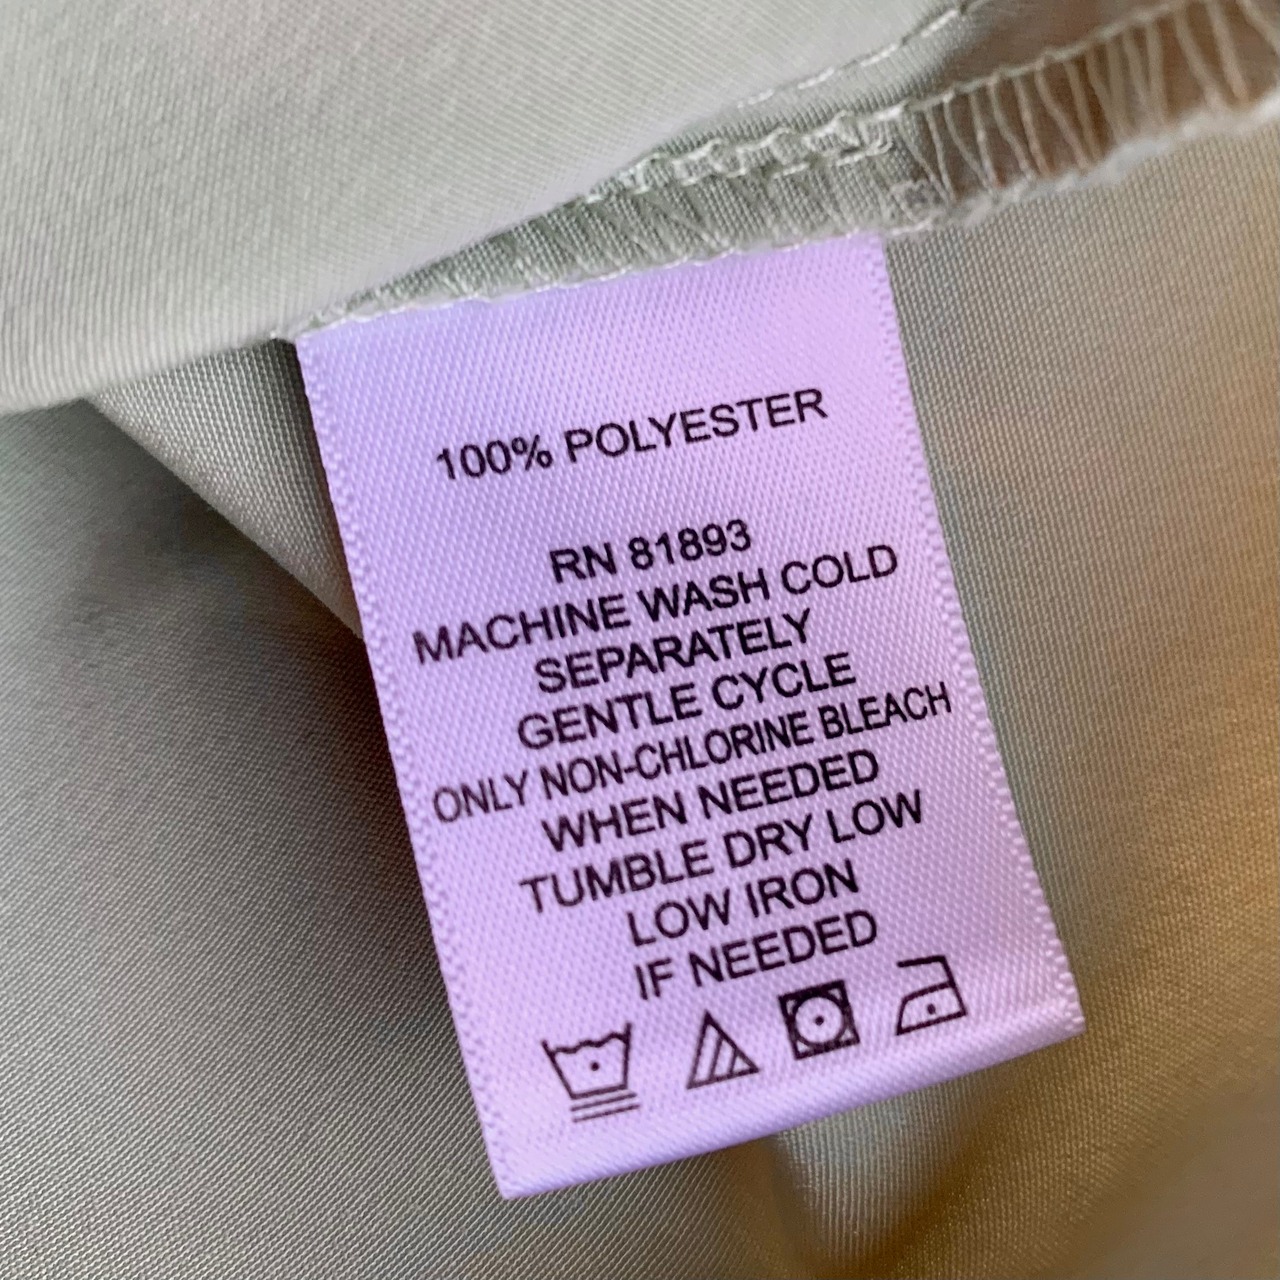 100% POLYESTER
RN 81893
MACHINE WASH COLD
SEPARATELY
GENTLE CYCLE
ONLY NON-CHLORINE BLEACH
WHEN NEEDED
TUMBLE DRY LOW
LOW IRON
IF NEEDED